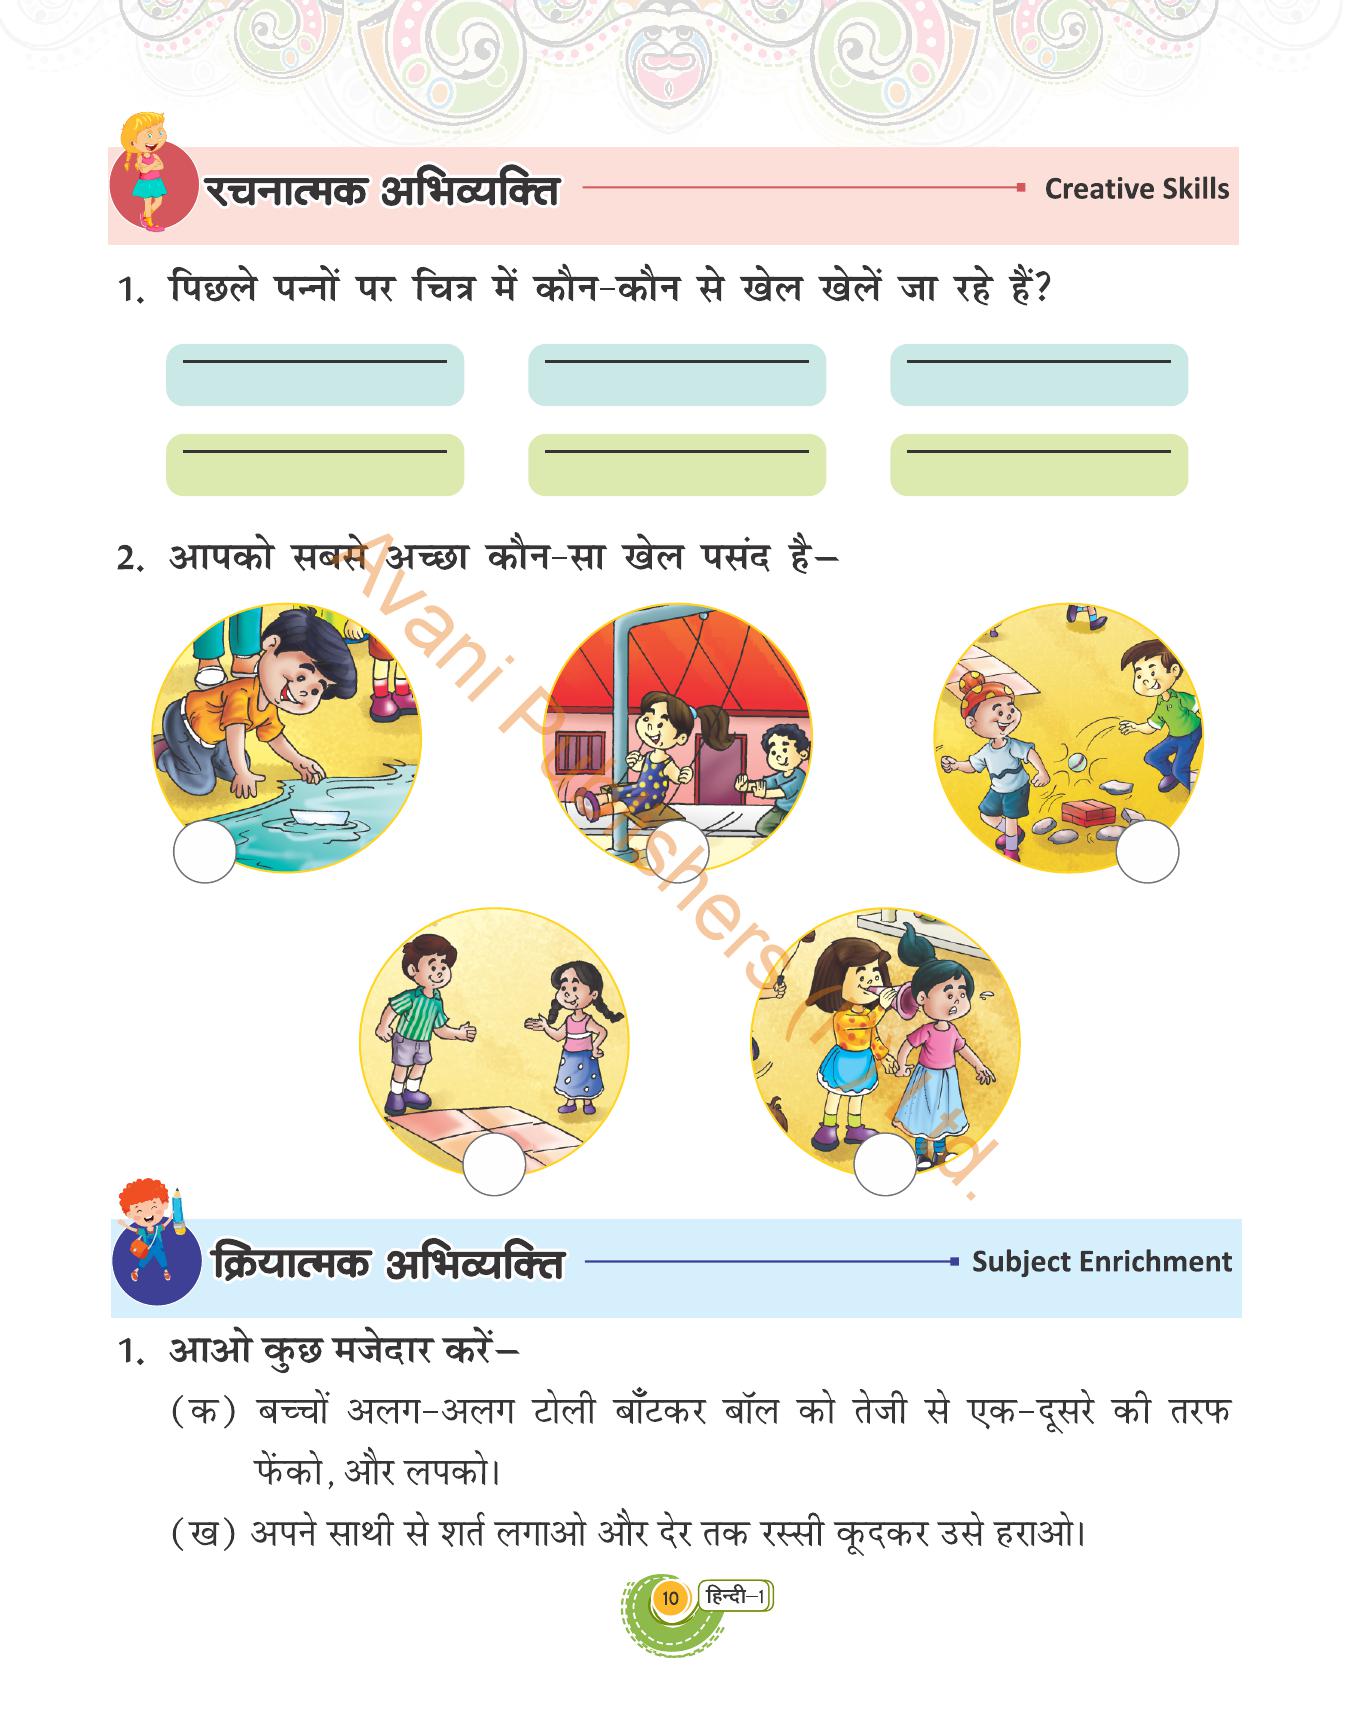 रचनात्मक अभिव्यक्ति Creative Skills
1. पिछले पन्नों पर चित्र में कौन-कौन से खेल खेलें जा रहे हैं?
2. आपको सबसे अच्छा कौन-सा खेल पसंद है–
Avani Publishers (P) Ltd.
क्रियात्मक अभिव्यक्ति Subject Enrichment
1. आओ कुछ मजेदार करें–
(क) बच्चों अलग-अलग टोली बाँटकर बॉल को तेजी से एक-दूसरे की तरफ
फेंको, और लपको।
(ख) अपने साथी से शर्त लगाओ और देर तक रस्सी कूदकर उसे हराओ।
10 हिन्दी–1